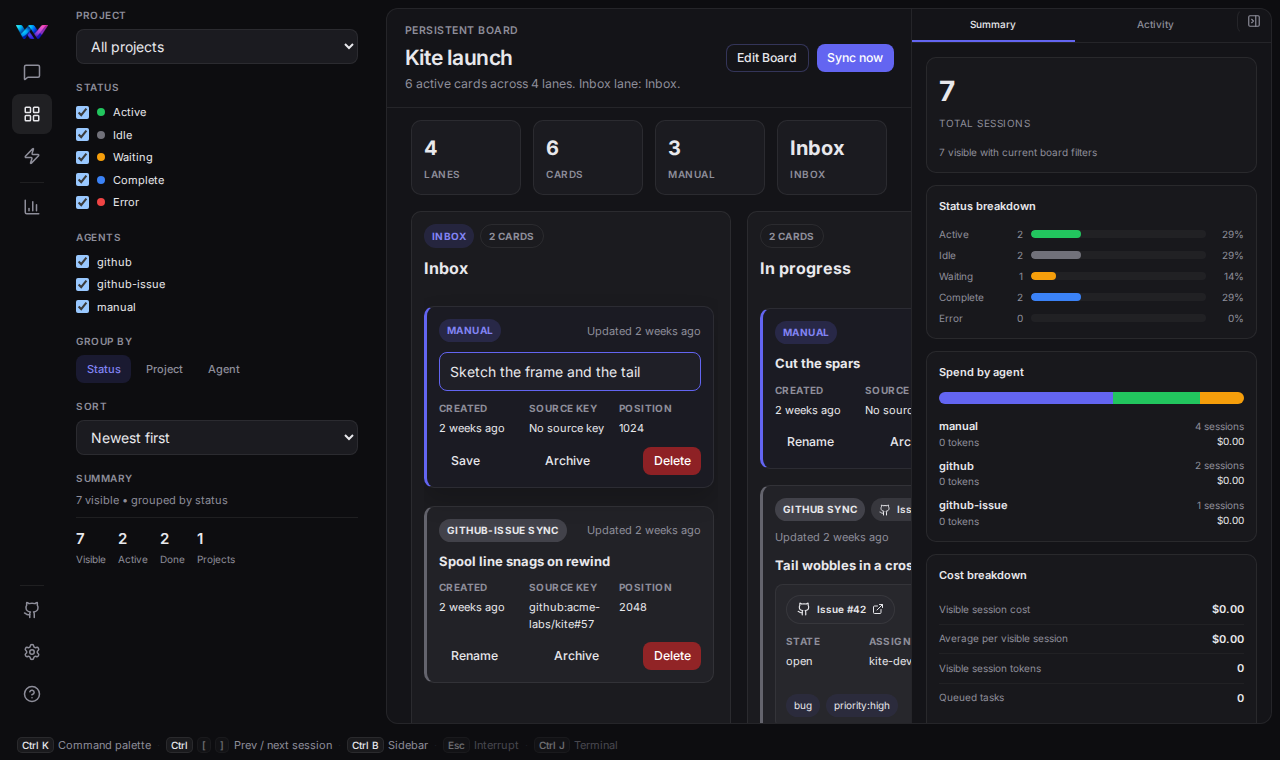 PROJECT
All projects
STATUS
Active
Idle
Waiting
Complete
Error
AGENTS
github
github-issue
manual
GROUP BY
Status Project Agent
SORT
Newest first
SUMMARY
7 visible • grouped by status
7 2 2 1
Visible Active Done Projects
PERSISTENT BOARD
Kite launch
6 active cards across 4 lanes. Inbox lane: Inbox.
Edit Board Sync now
4 6 3 Inbox
LANES CARDS MANUAL INBOX
INBOX 2 CARDS
Inbox
MANUAL Updated 2 weeks ago
Sketch the frame and the tail
CREATED SOURCE KEY POSITION
2 weeks ago No source key 1024
Save Archive Delete
GITHUB-ISSUE SYNC Updated 2 weeks ago
Spool line snags on rewind
CREATED SOURCE KEY POSITION
2 weeks ago github:acme- 2048
labs/kite#57
Rename Archive Delete
2 CARDS
In progress
MANUAL
Cut the spars
CREATED SOURCE
2 weeks ago No sourc
Rename Arc
GITHUB SYNC Iss
Updated 2 weeks ago
Tail wobbles in a cros
Issue #42
STATE ASSIGN
open kite-dev
bug priority:high
Summary Activity
7
TOTAL SESSIONS
7 visible with current board filters
Status breakdown
Active 2 29%
Idle 2 29%
Waiting 1 14%
Complete 2 29%
Error 0 0%
Spend by agent
manual 4 sessions
0 tokens $0.00
github 2 sessions
0 tokens $0.00
github-issue 1 sessions
0 tokens $0.00
Cost breakdown
Visible session cost $0.00
Average per visible session $0.00
Visible session tokens 0
Queued tasks 0
Ctrl K Command palette Ctrl [ ] Prev / next session Ctrl B Sidebar Esc Interrupt Ctrl J Terminal